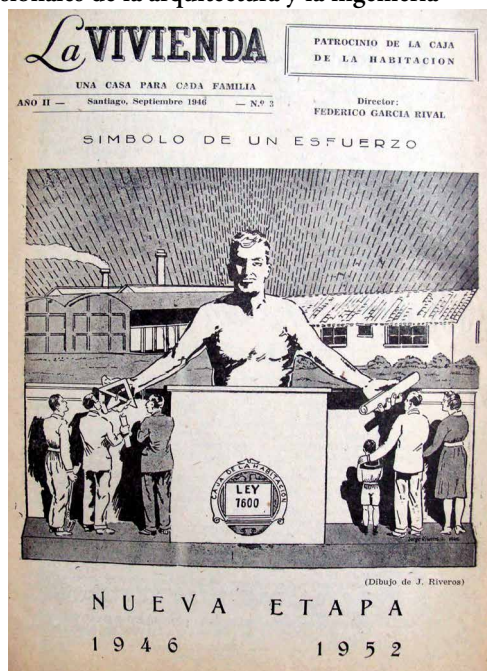 cionales de la arquitectura y la ingeniería
La VIVIENDA
UNA CASA PARA CADA FAMILIA
AÑO II — Santiago, Septiembre 1946 — N.º 3
PATROCINIO DE LA CAJA
DE LA HABITACION
Director:
FEDERICO GARCIA RIVAL
SIMBOLO DE UN ESFUERZO
CAJA DE LA HABITACION
LEY
7600
(Dibujo de J. Riveros)
NUEVA ETAPA
1946 1952